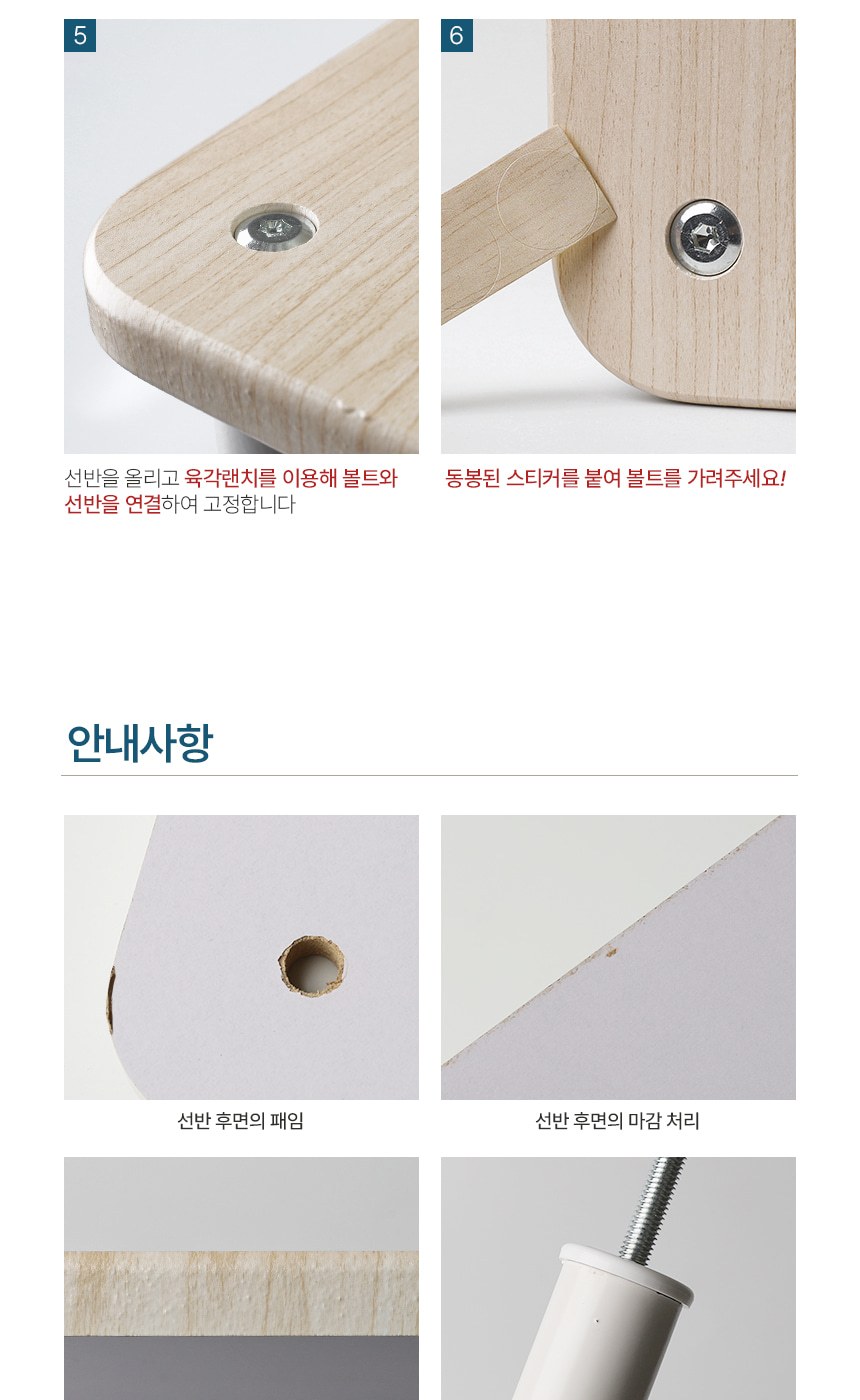 5
6
선반을 올리고 육각랜치를 이용해 볼트와
선반을 연결하여 고정합니다
동봉된 스티커를 붙여 볼트를 가려주세요!
안내사항
선반 후면의 패임
선반 후면의 마감 처리